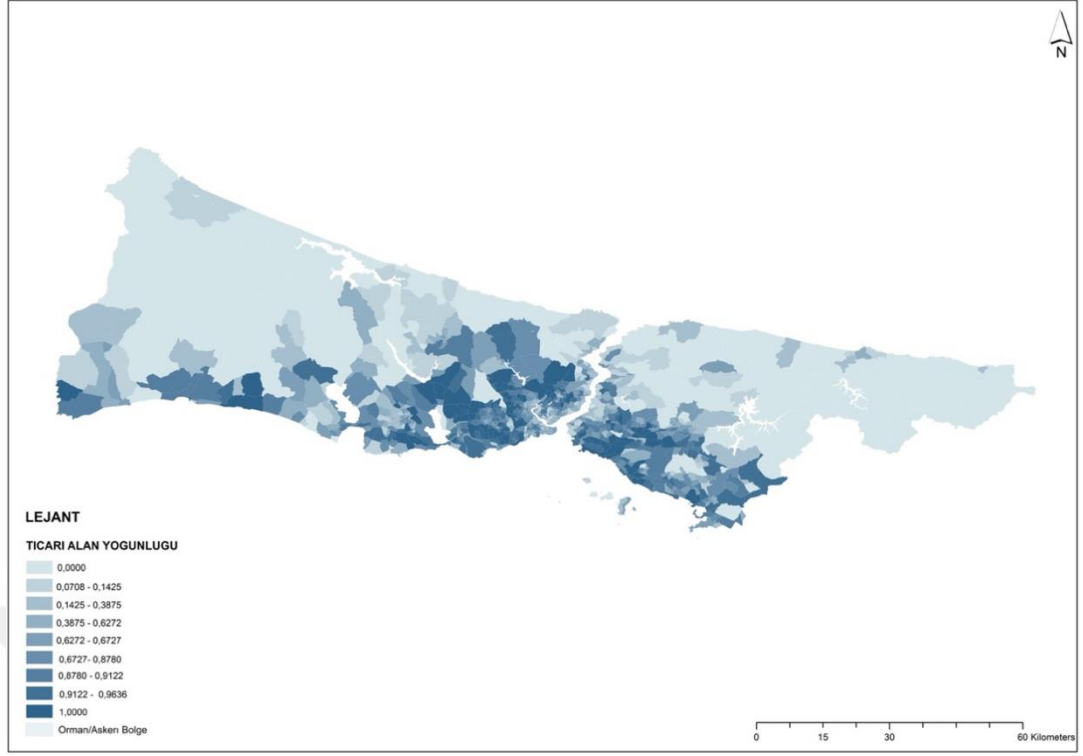 N
LEJANT
TICARI ALAN YOGUNLUGU
0,0000
0,0708 - 0,1425
0,1425 - 0,3875
0,3875 - 0,6272
0,6272 - 0,6727
0,6727- 0,8780
0,8780 - 0,9122
0,9122 - 0,9636
1,0000
Orman/Askerı Bolge
0 15 30 60 Kilometers